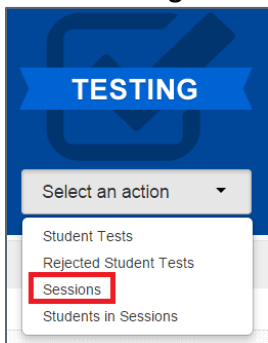 TESTING
Select an action
Student Tests
Rejected Student Tests
Sessions
Students in Sessions